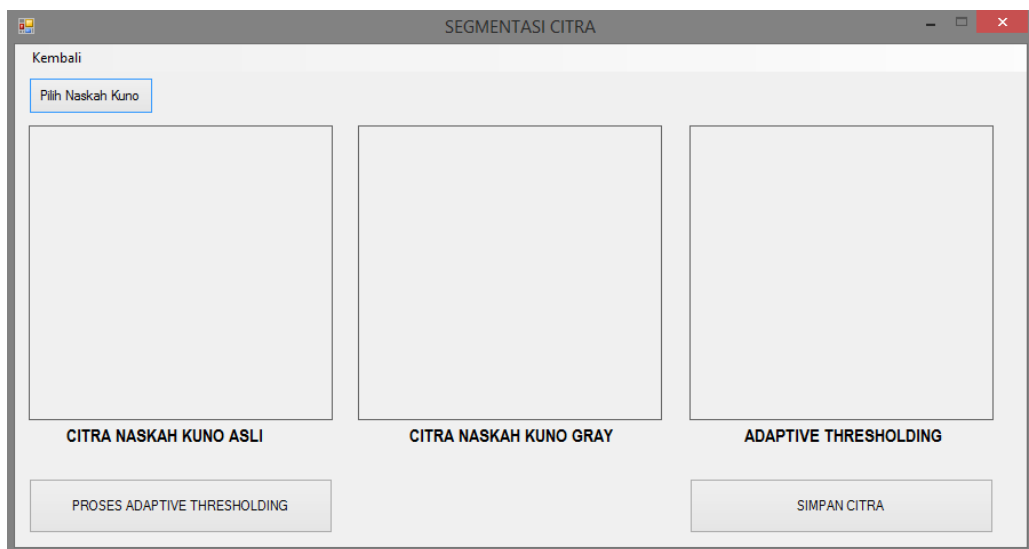 SEGMENTASI CITRA
Kembali
Pilih Naskah Kuno
CITRA NASKAH KUNO ASLI
CITRA NASKAH KUNO GRAY
ADAPTIVE THRESHOLDING
PROSES ADAPTIVE THRESHOLDING
SIMPAN CITRA